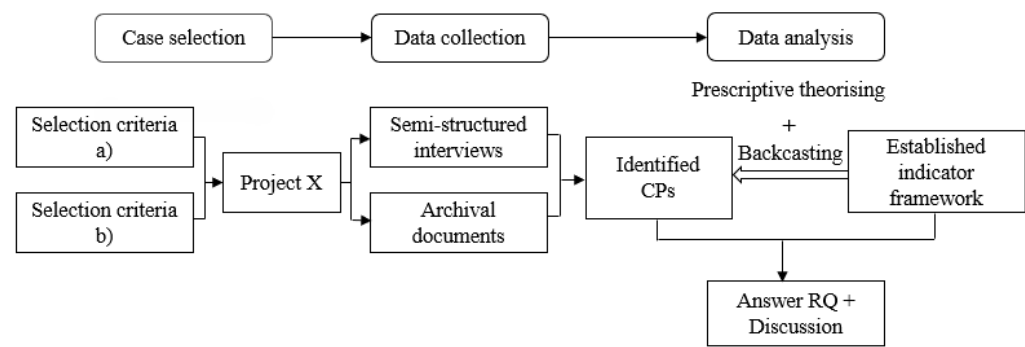 Case selection
Data collection
Data analysis
Prescriptive theorising
+
Backcasting
Selection criteria
a)
Selection criteria
b)
Project X
Semi-structured
interviews
Archival
documents
Identified
CPs
Established
indicator
framework
Answer RQ +
Discussion